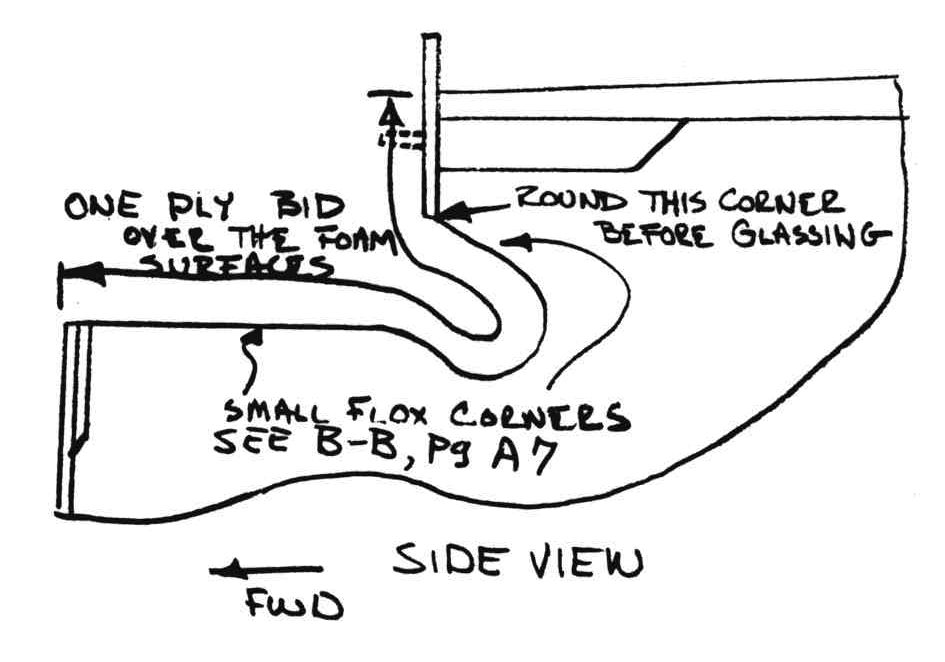 ONE PLY BID
OVER THE FOAM
SURFACES
ROUND THIS CORNER
BEFORE GLASSING
SMALL FLOX CORNERS
SEE B-B, Pg A7
SIDE VIEW
FWD